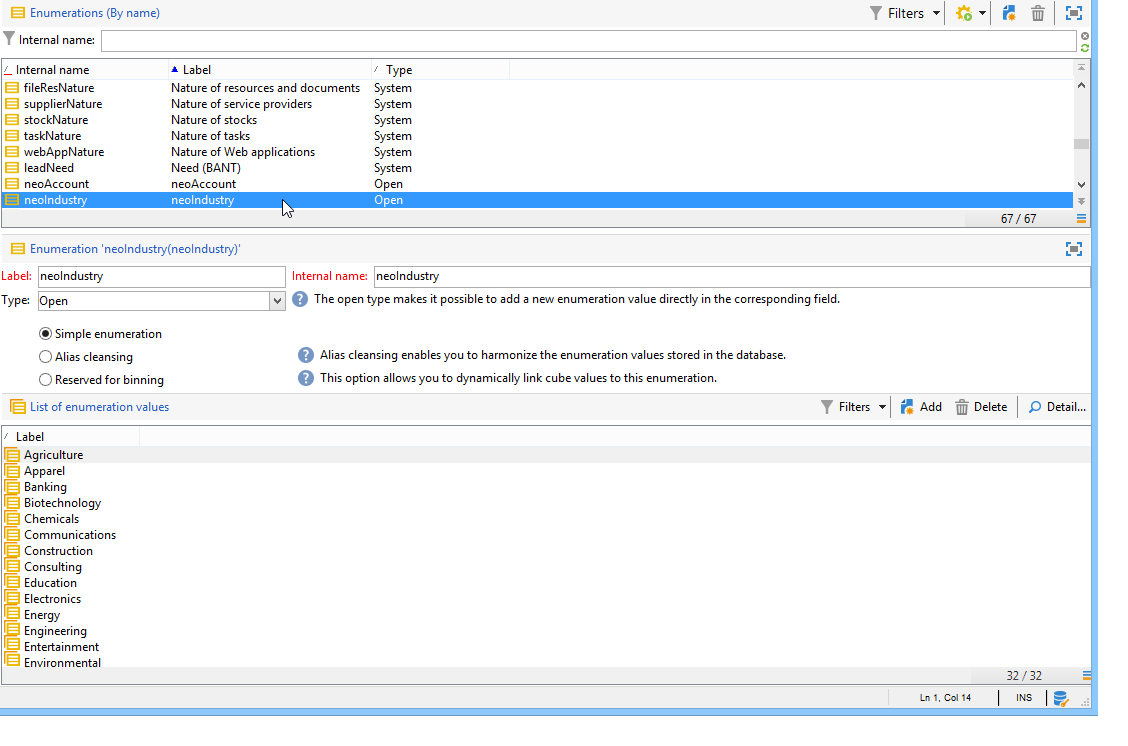 Enumerations (By name) Filters
Internal name:
Internal name Label Type
fileResNature Nature of resources and documents System
supplierNature Nature of service providers System
stockNature Nature of stocks System
taskNature Nature of tasks System
webAppNature Nature of Web applications System
leadNeed Need (BANT) System
neoAccount neoAccount Open
neoIndustry neoIndustry Open
67 / 67
Enumeration 'neoIndustry(neoIndustry)'
Label: neoIndustry Internal name: neoIndustry
Type: Open ? The open type makes it possible to add a new enumeration value directly in the corresponding field.
Simple enumeration
Alias cleansing ? Alias cleansing enables you to harmonize the enumeration values stored in the database.
Reserved for binning ? This option allows you to dynamically link cube values to this enumeration.
List of enumeration values Filters Add Delete Detail...
Label
Agriculture
Apparel
Banking
Biotechnology
Chemicals
Communications
Construction
Consulting
Education
Electronics
Energy
Engineering
Entertainment
Environmental
32 / 32
Ln 1, Col 14 INS